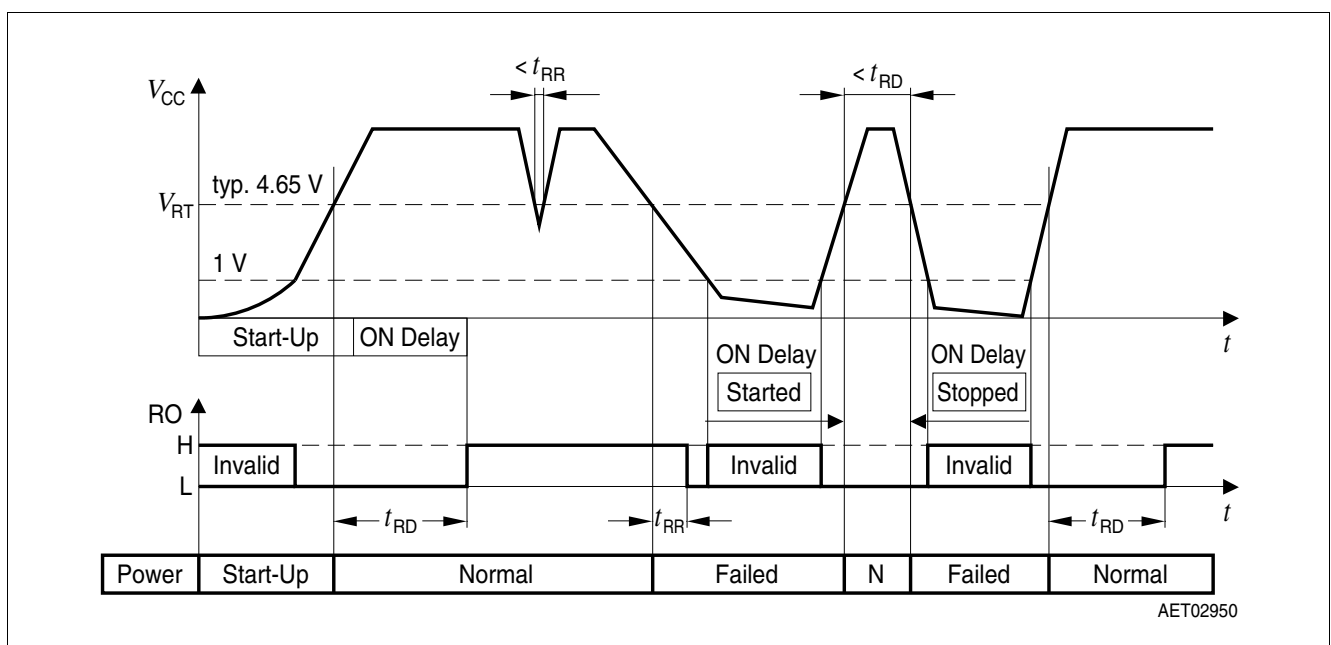 < tRR
< tRD
VCC
typ. 4.65 V
VRT
1 V
Start-Up
ON Delay
t
ON Delay
Started
ON Delay
Stopped
RO
H
L
Invalid
Invalid
Invalid
t
tRD
tRR
tRD
Power
Start-Up
Normal
Failed
N
Failed
Normal
AET02950